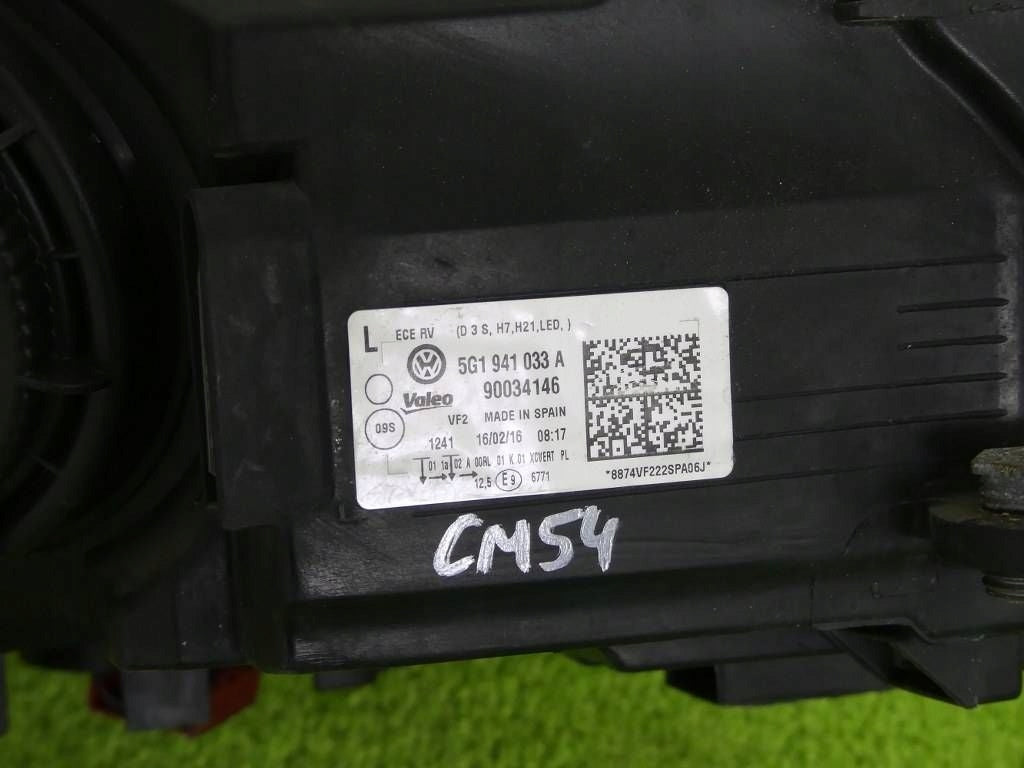 L ECE RV (D 3 S, H7,H21,LED, )
5G1 941 033 A
Valeo 90034146
VF2 MADE IN SPAIN
09S
1241 16/02/16 08:17
01 1a 02 A 00RL 01 K 01 XCVERT PL
12,5 E9 6771
*8874VF222SPA06J*
CM54